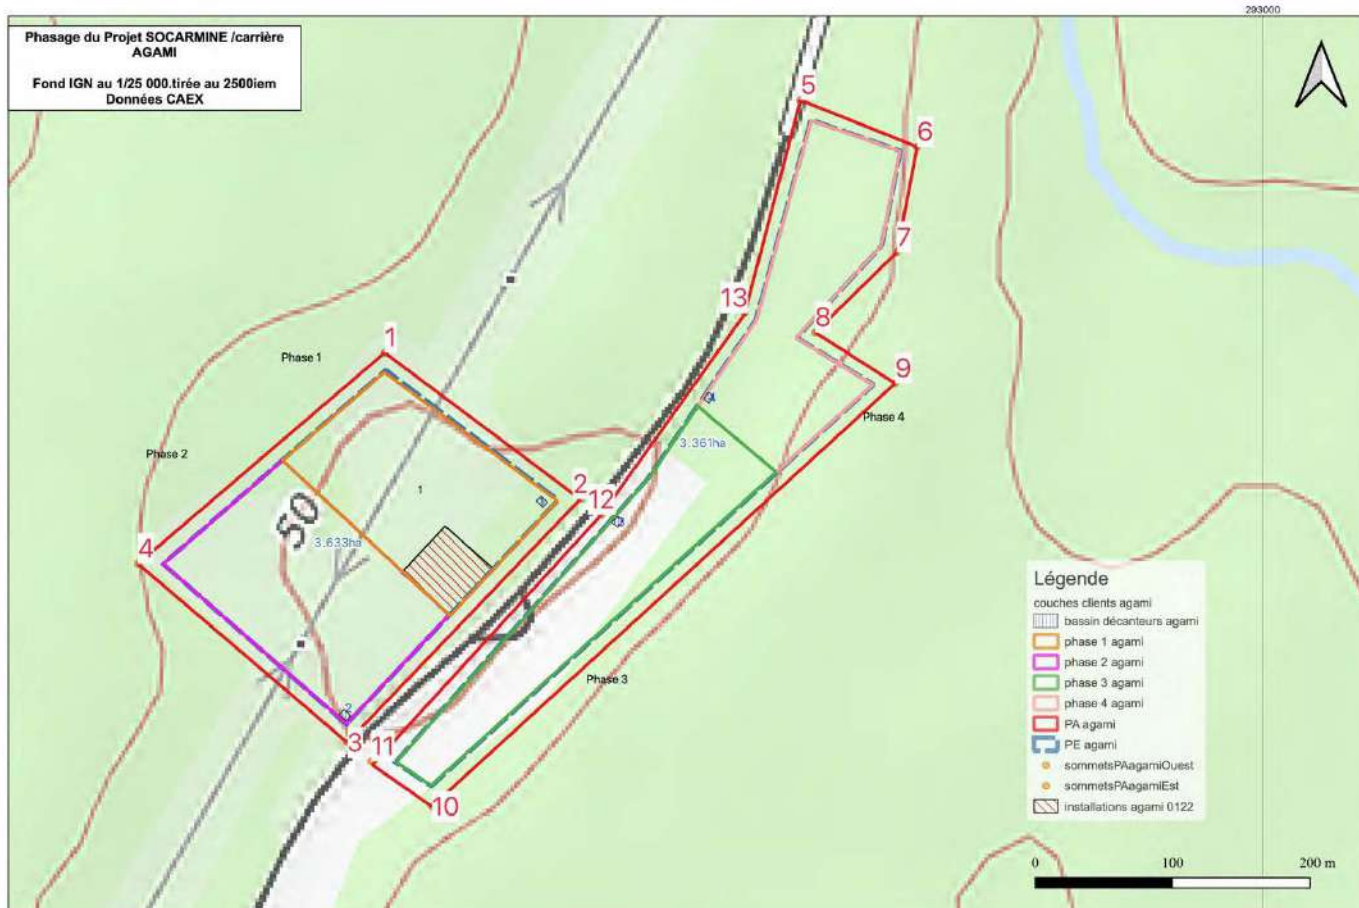 293000
Phasage du Projet SOCARMINE /carrière
AGAMI
Fond IGN au 1/25 000.tirée au 2500iem
Données CAEX
5
6
7
13
8
1
Phase 1
9
4
Phase 4
3.361ha
Phase 2
1
2
12
3
50
3.633ha
4
Phase 3
2
3
11
10
Légende
couches clients agami
bassin décanteurs agami
phase 1 agami
phase 2 agami
phase 3 agami
phase 4 agami
PA agami
PE agami
sommetsPAagamiOuest
sommetsPAagamiEst
installations agami 0122
0 100 200 m